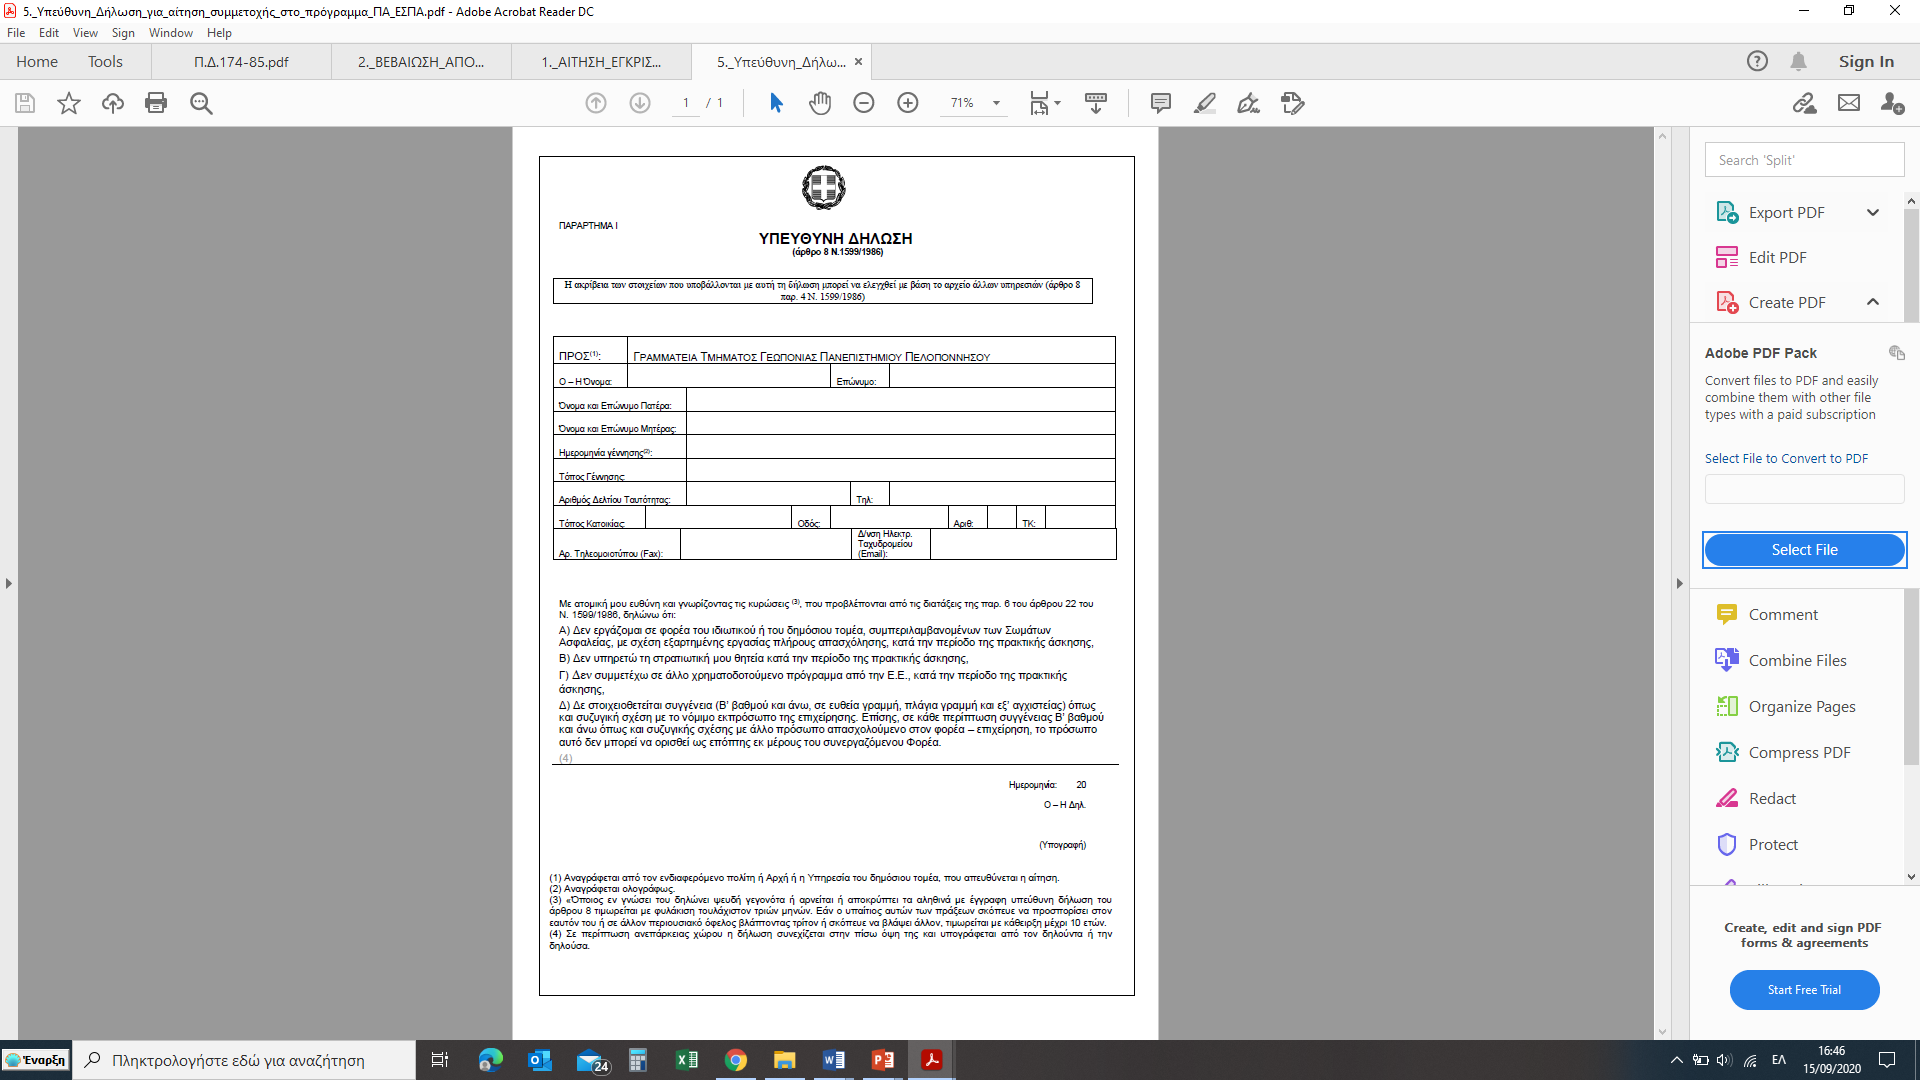 5._Υπεύθυνη_Δήλωση_για_αίτηση_συμμετοχής_στο_πρόγραμμα_ΠΑ_ΕΣΠΑ.pdf - Adobe Acrobat Reader DC
File Edit View Sign Window Help
Home Tools Π.Δ.174-85.pdf 2._ΒΕΒΑΙΩΣΗ_ΑΠΟ... 1._ΑΙΤΗΣΗ_ΕΓΚΡΙΣ... 5._Υπεύθυνη_Δήλω... Sign In
1 / 1 71%
ΠΑΡΑΡΤΗΜΑ Ι
ΥΠΕΥΘΥΝΗ ΔΗΛΩΣΗ
(άρθρο 8 Ν.1599/1986)
Η ακρίβεια των στοιχείων που υποβάλλονται με αυτή τη δήλωση μπορεί να ελεγχθεί με βάση το αρχείο άλλων υπηρεσιών (άρθρο 8
παρ. 4 Ν. 1599/1986)
ΠΡΟΣ(1): ΓΡΑΜΜΑΤΕΙΑ ΤΜΗΜΑΤΟΣ ΓΕΩΠΟΝΙΑΣ ΠΑΝΕΠΙΣΤΗΜΙΟΥ ΠΕΛΟΠΟΝΝΗΣΟΥ
Ο – Η Όνομα: Επώνυμο:
Όνομα και Επώνυμο Πατέρα:
Όνομα και Επώνυμο Μητέρας:
Ημερομηνία γέννησης(2):
Τόπος Γέννησης:
Αριθμός Δελτίου Ταυτότητας: Τηλ:
Τόπος Κατοικίας: Οδός: Αριθ: ΤΚ:
Αρ. Τηλεομοιοτύπου (Fax): Δ/νση Ηλεκτρ.
Ταχυδρομείου
(Email):
Με ατομική μου ευθύνη και γνωρίζοντας τις κυρώσεις (3), που προβλέπονται από τις διατάξεις της παρ. 6 του άρθρου 22 του
Ν. 1599/1986, δηλώνω ότι:
Α) Δεν εργάζομαι σε φορέα του ιδιωτικού ή του δημόσιου τομέα, συμπεριλαμβανομένων των Σωμάτων
Ασφαλείας, με σχέση εξαρτημένης εργασίας πλήρους απασχόλησης, κατά την περίοδο της πρακτικής άσκησης,
Β) Δεν υπηρετώ τη στρατιωτική μου θητεία κατά την περίοδο της πρακτικής άσκησης,
Γ) Δεν συμμετέχω σε άλλο χρηματοδοτούμενο πρόγραμμα από την Ε.Ε., κατά την περίοδο της πρακτικής
άσκησης,
Δ) Δε στοιχειοθετείται συγγένεια (Β' βαθμού και άνω, σε ευθεία γραμμή, πλάγια γραμμή και εξ' αγχιστείας) όπως
και συζυγική σχέση με το νόμιμο εκπρόσωπο της επιχείρησης. Επίσης, σε κάθε περίπτωση συγγένειας Β' βαθμού
και άνω όπως και συζυγικής σχέσης με άλλο πρόσωπο απασχολούμενο στον φορέα – επιχείρηση, το πρόσωπο
αυτό δεν μπορεί να ορισθεί ως επόπτης εκ μέρους του συνεργαζόμενου Φορέα.
(4)
Ημερομηνία: 20
Ο – Η Δηλ.
(Υπογραφή)
(1) Αναγράφεται από τον ενδιαφερόμενο πολίτη ή Αρχή ή η Υπηρεσία του δημόσιου τομέα, που απευθύνεται η αίτηση.
(2) Αναγράφεται ολογράφως.
(3) «Όποιος εν γνώσει του δηλώνει ψευδή γεγονότα ή αρνείται ή αποκρύπτει τα αληθινά με έγγραφη υπεύθυνη δήλωση του
άρθρου 8 τιμωρείται με φυλάκιση τουλάχιστον τριών μηνών. Εάν ο υπαίτιος αυτών των πράξεων σκόπευε να προσπορίσει στον
εαυτόν του ή σε άλλον περιουσιακό όφελος βλάπτοντας τρίτον ή σκόπευε να βλάψει άλλον, τιμωρείται με κάθειρξη μέχρι 10 ετών.
(4) Σε περίπτωση ανεπάρκειας χώρου η δήλωση συνεχίζεται στην πίσω όψη της και υπογράφεται από τον δηλούντα ή την
δηλούσα.
Search 'Split'
Export PDF
Edit PDF
Create PDF
Adobe PDF Pack
Convert files to PDF and easily
combine them with other file
types with a paid subscription
Select File to Convert to PDF
Select File
Comment
Combine Files
Organize Pages
Compress PDF
Redact
Protect
Create, edit and sign PDF
forms & agreements
Start Free Trial
Έναρξη Πληκτρολογήστε εδώ για αναζήτηση 24 ΕΛ 16:46
15/09/2020